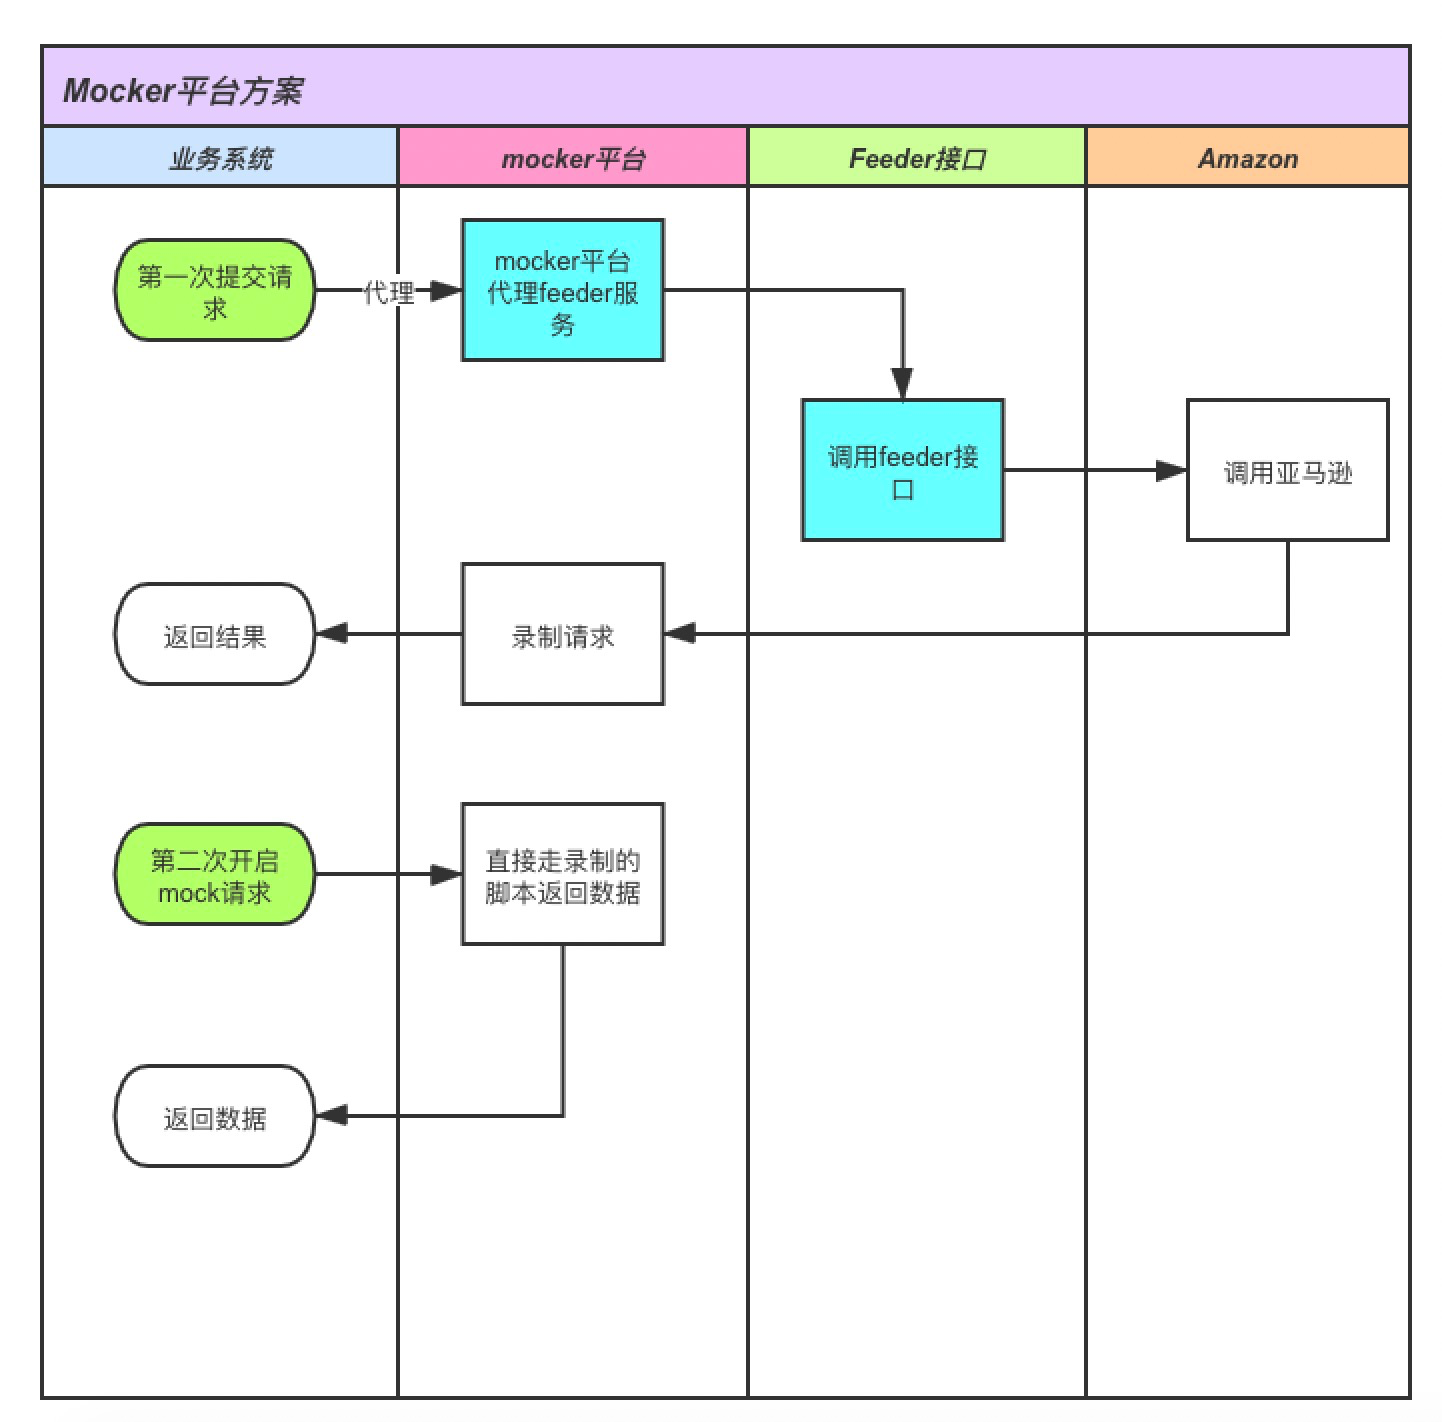 Mocker平台方案
业务系统
mocker平台
Feeder接口
Amazon
第一次提交请
求
代理
mocker平台
代理feeder服
务
调用feeder接
口
调用亚马逊
返回结果
录制请求
第二次开启
mock请求
直接走录制的
脚本返回数据
返回数据